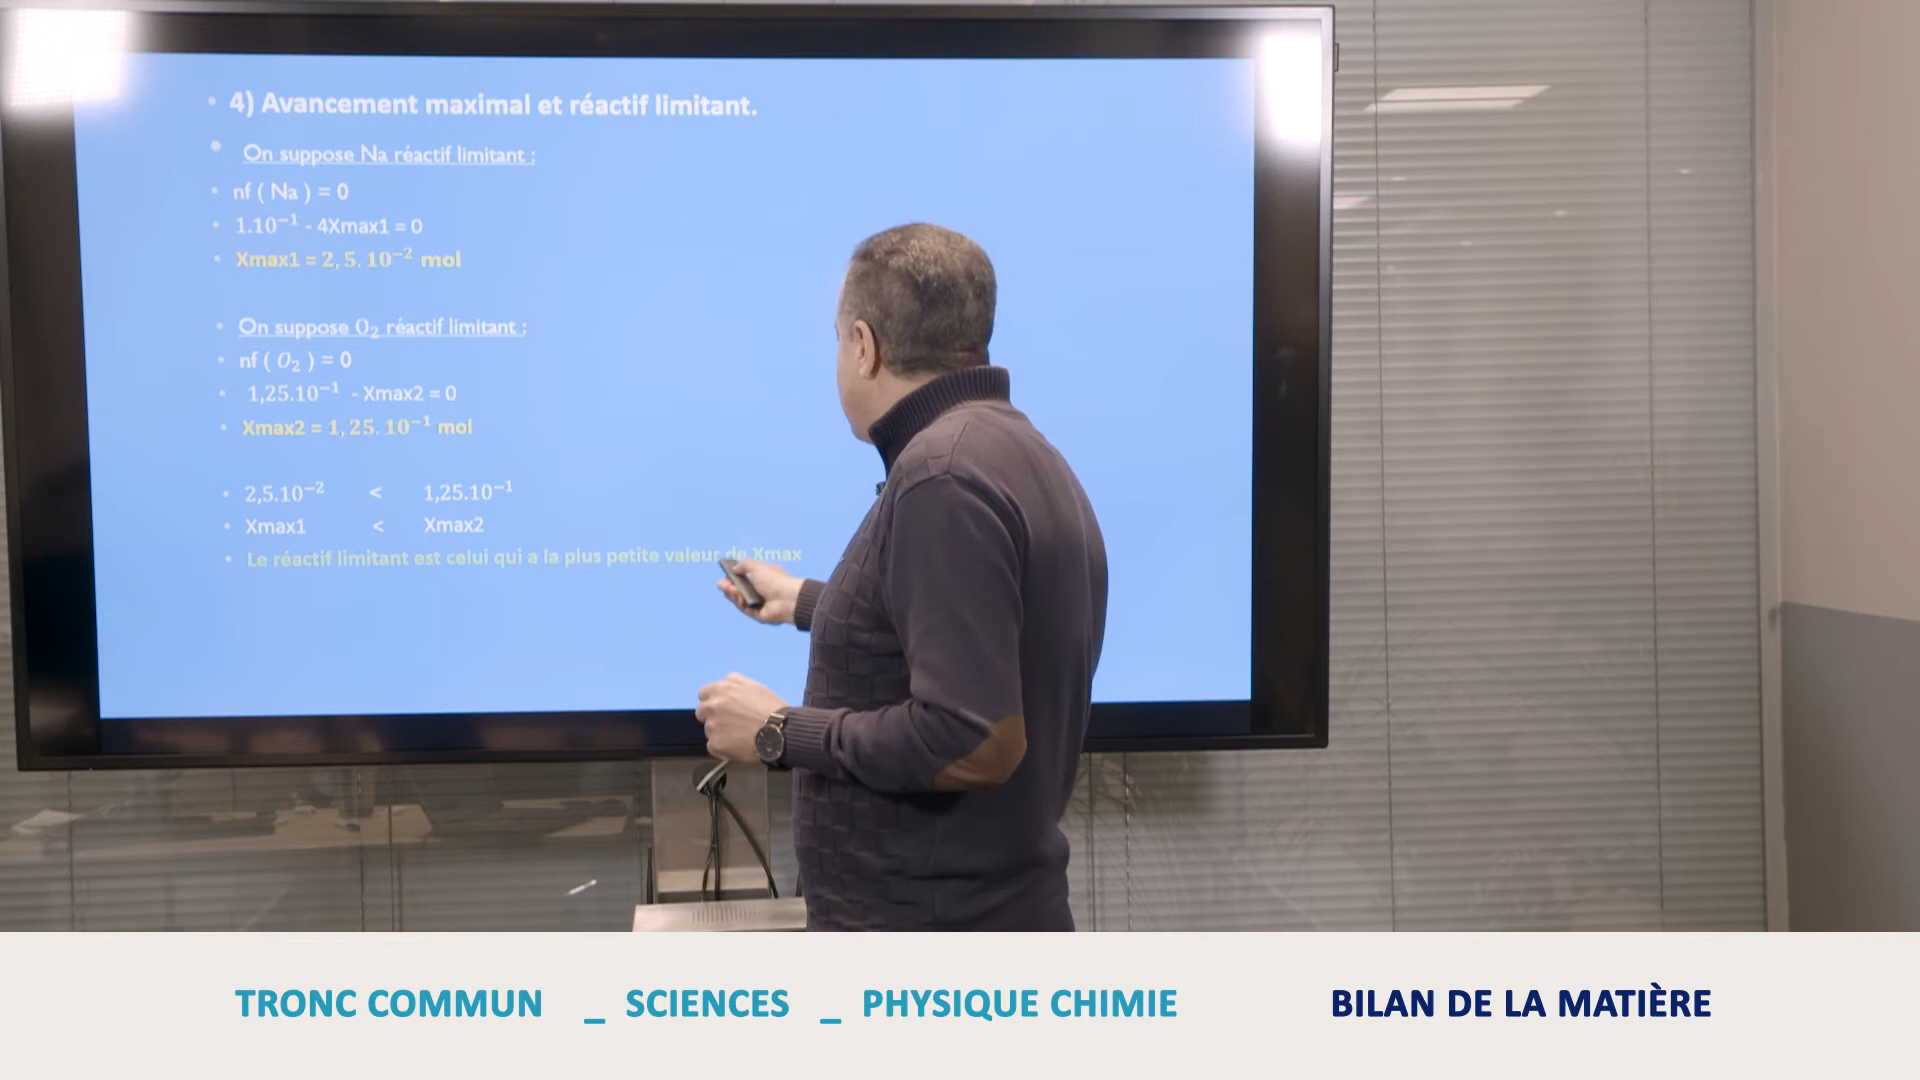 • 4) Avancement maximal et réactif limitant.
• On suppose Na réactif limitant :
• nf ( Na ) = 0
• 1.10⁻¹ - 4Xmax1 = 0
• Xmax1 = 2, 5. 10⁻² mol
• On suppose O₂ réactif limitant :
• nf ( O₂ ) = 0
• 1,25.10⁻¹ - Xmax2 = 0
• Xmax2 = 1, 25. 10⁻¹ mol
• 2,5.10⁻² < 1,25.10⁻¹
• Xmax1 < Xmax2
• Le réactif limitant est celui qui a la plus petite valeur de Xmax
TRONC COMMUN _ SCIENCES _ PHYSIQUE CHIMIE BILAN DE LA MATIÈRE